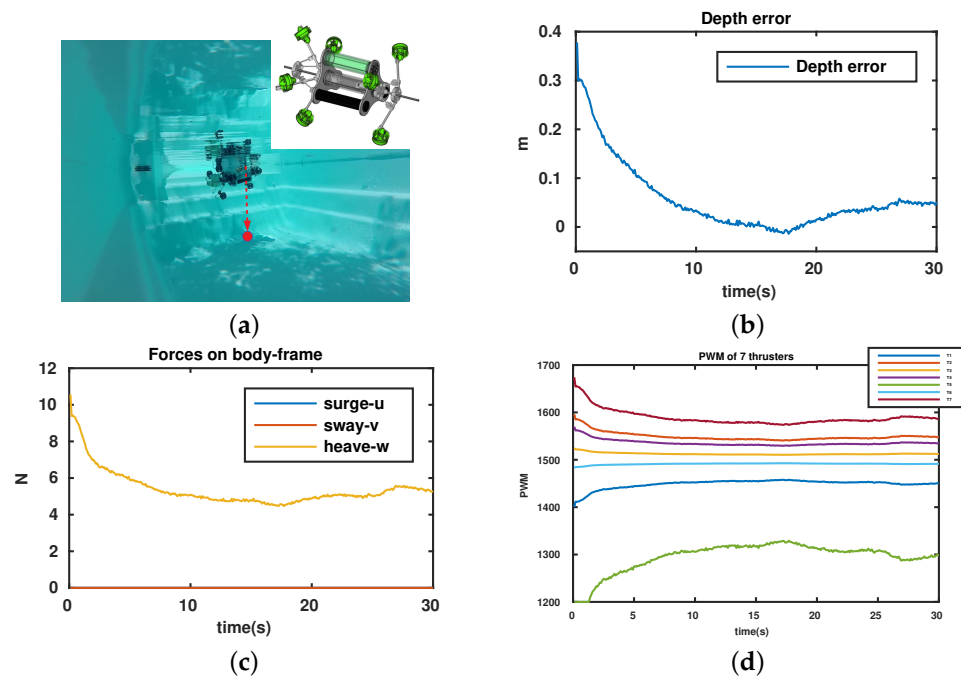 Depth error
0.4
0.3
0.2
0.1
0
m
Depth error
0 10 20 30
time(s)
(a)
(b)
Forces on body-frame
12
10
8
6
4
2
0
N
surge-u
sway-v
heave-w
0 10 20 30
time(s)
(c)
PWM of 7 thrusters
1700
1600
1500
1400
1300
1200
PWM
T1
T2
T3
T6
T7
0 5 10 15 20 25 30
time(s)
(d)